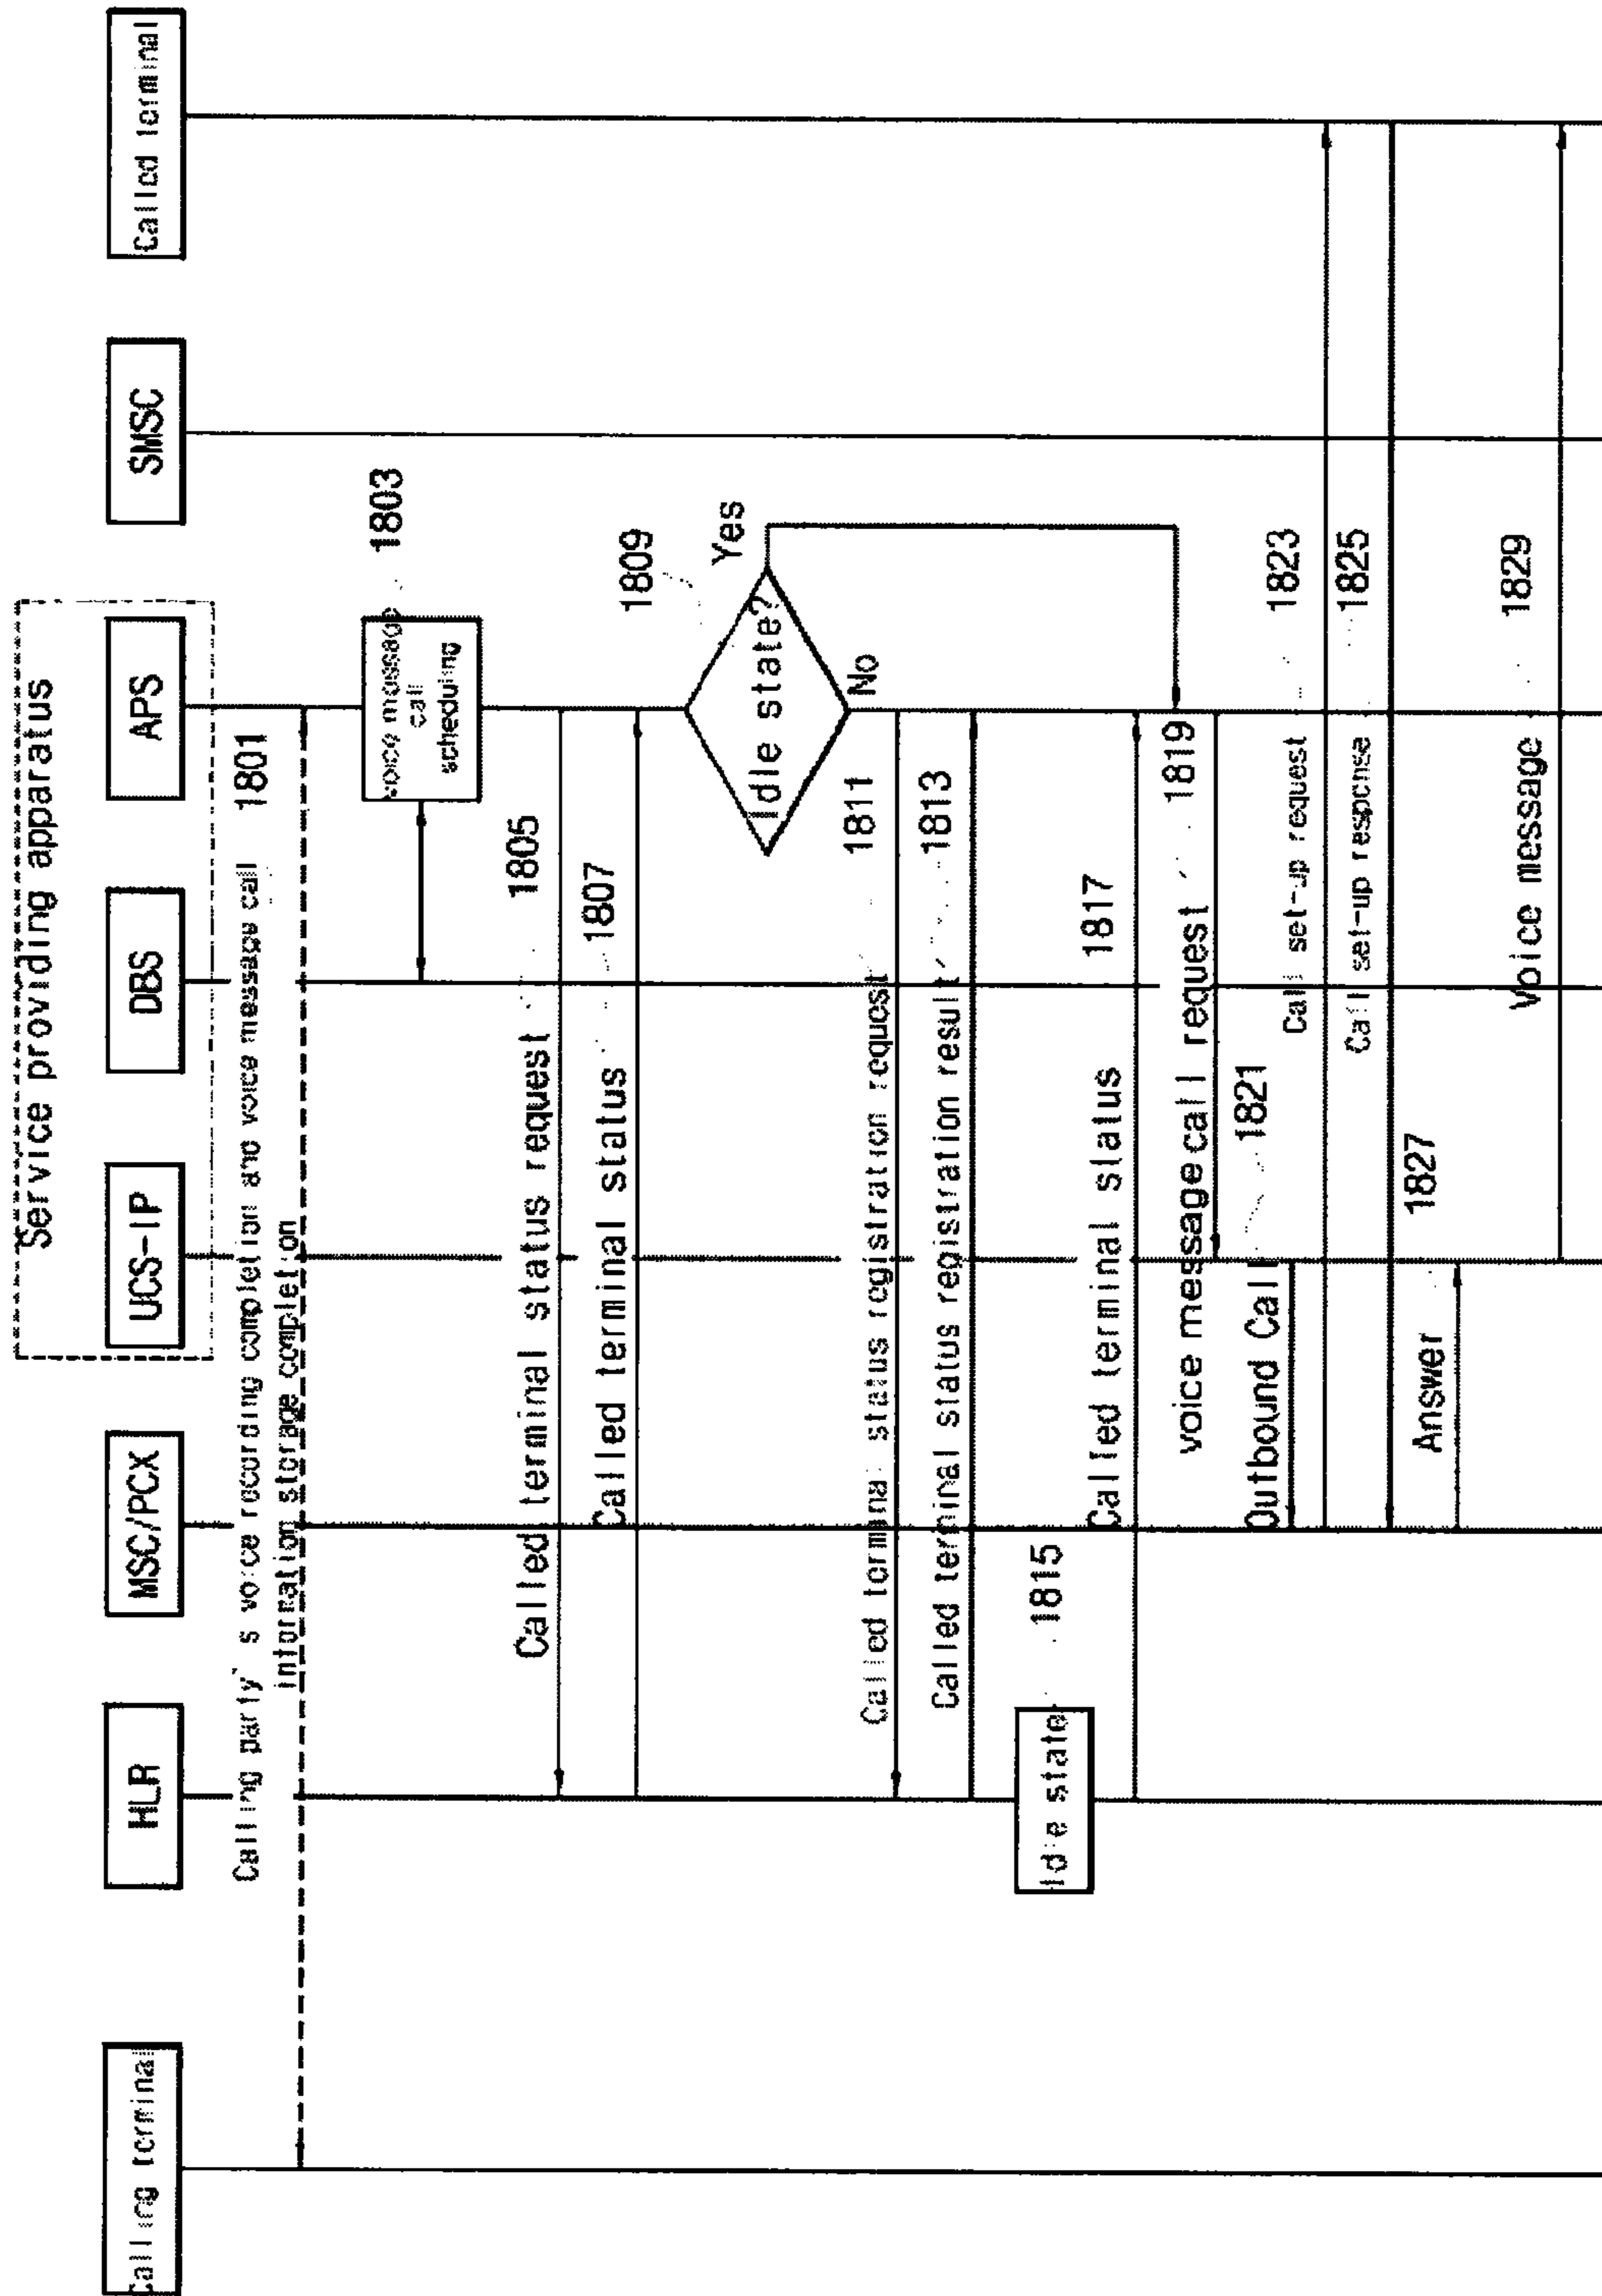 Service providing apparatus
Calling terminal
HLR
MSC/PCX
UCS-IP
DBS
APS
SMSC
Called terminal
Calling party's voice recording completion and voice message call
information storage completion
1801
voice message
call
scheduling
1803
Called terminal status request
1805
Called terminal status
1807
Idle state?
1809
Yes
No
Called terminal status registration request
1811
Called terminal status registration result
1813
Idle state
1815
Called terminal status
1817
voice message call request
1819
Outbound Call
1821
Call set-up request
1823
Call set-up response
1825
Answer
1827
Voice message
1829